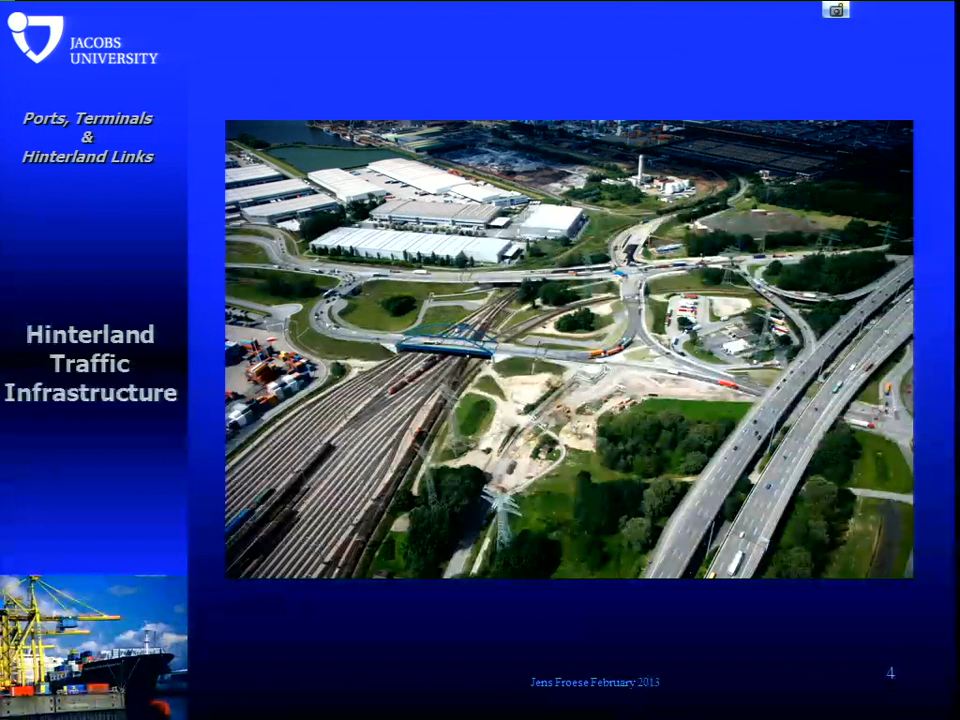 JACOBS
UNIVERSITY
Ports, Terminals
&
Hinterland Links
Hinterland
Traffic
Infrastructure
Jens Froese February 2013
4